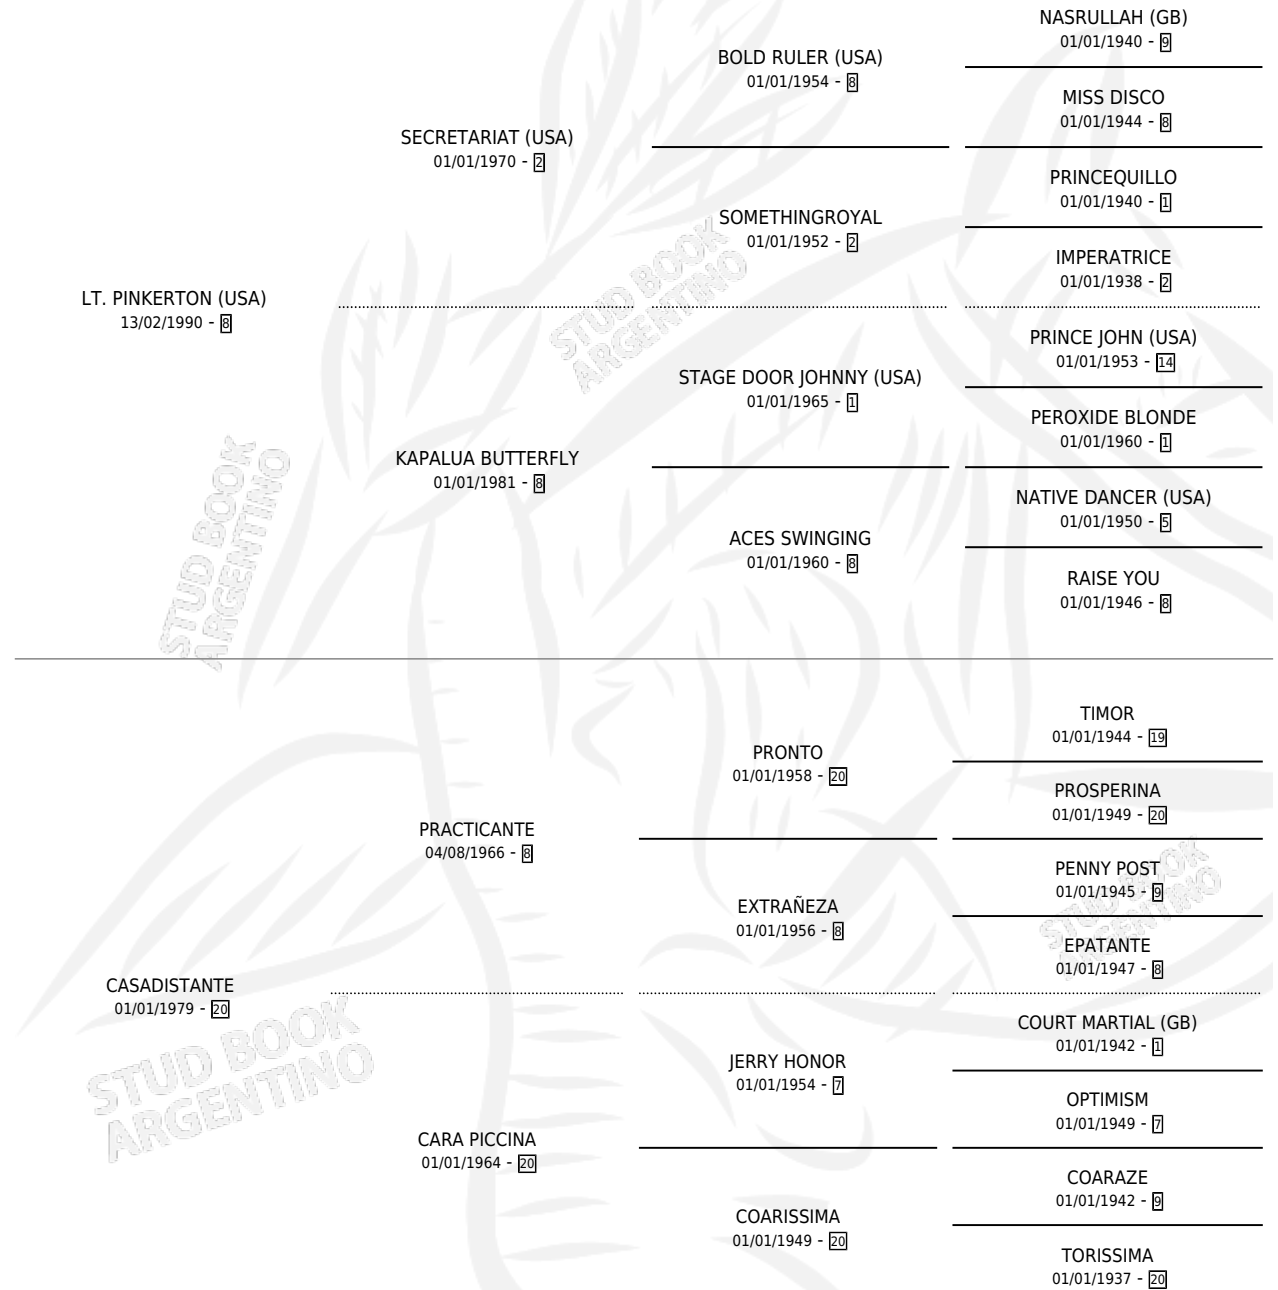 NASRULLAH (GB)
01/01/1940 - 9
BOLD RULER (USA)
01/01/1954 - 8
MISS DISCO
01/01/1944 - 8
SECRETARIAT (USA)
01/01/1970 - 2
PRINCEQUILLO
01/01/1940 - 1
SOMETHINGROYAL
01/01/1952 - 2
IMPERATRICE
01/01/1938 - 2
LT. PINKERTON (USA)
13/02/1990 - 8
PRINCE JOHN (USA)
01/01/1953 - 14
STAGE DOOR JOHNNY (USA)
01/01/1965 - 1
PEROXIDE BLONDE
01/01/1960 - 1
KAPALUA BUTTERFLY
01/01/1981 - 8
NATIVE DANCER (USA)
01/01/1950 - 5
ACES SWINGING
01/01/1960 - 8
RAISE YOU
01/01/1946 - 8
TIMOR
01/01/1944 - 19
PRONTO
01/01/1958 - 20
PROSPERINA
01/01/1949 - 20
PRACTICANTE
04/08/1966 - 8
PENNY POST
01/01/1945 - 9
EXTRAÑEZA
01/01/1956 - 8
EPATANTE
01/01/1947 - 8
CASADISTANTE
01/01/1979 - 20
COURT MARTIAL (GB)
01/01/1942 - 1
JERRY HONOR
01/01/1954 - 7
OPTIMISM
01/01/1949 - 7
CARA PICCINA
01/01/1964 - 20
COARAZE
01/01/1942 - 9
COARISSIMA
01/01/1949 - 20
TORISSIMA
01/01/1937 - 20
STUD BOOK
ARGENTINO
STUD BOOK
ARGENTINO
STUD BOOK
ARGENTINO
STUD BOOK
ARGENTINO